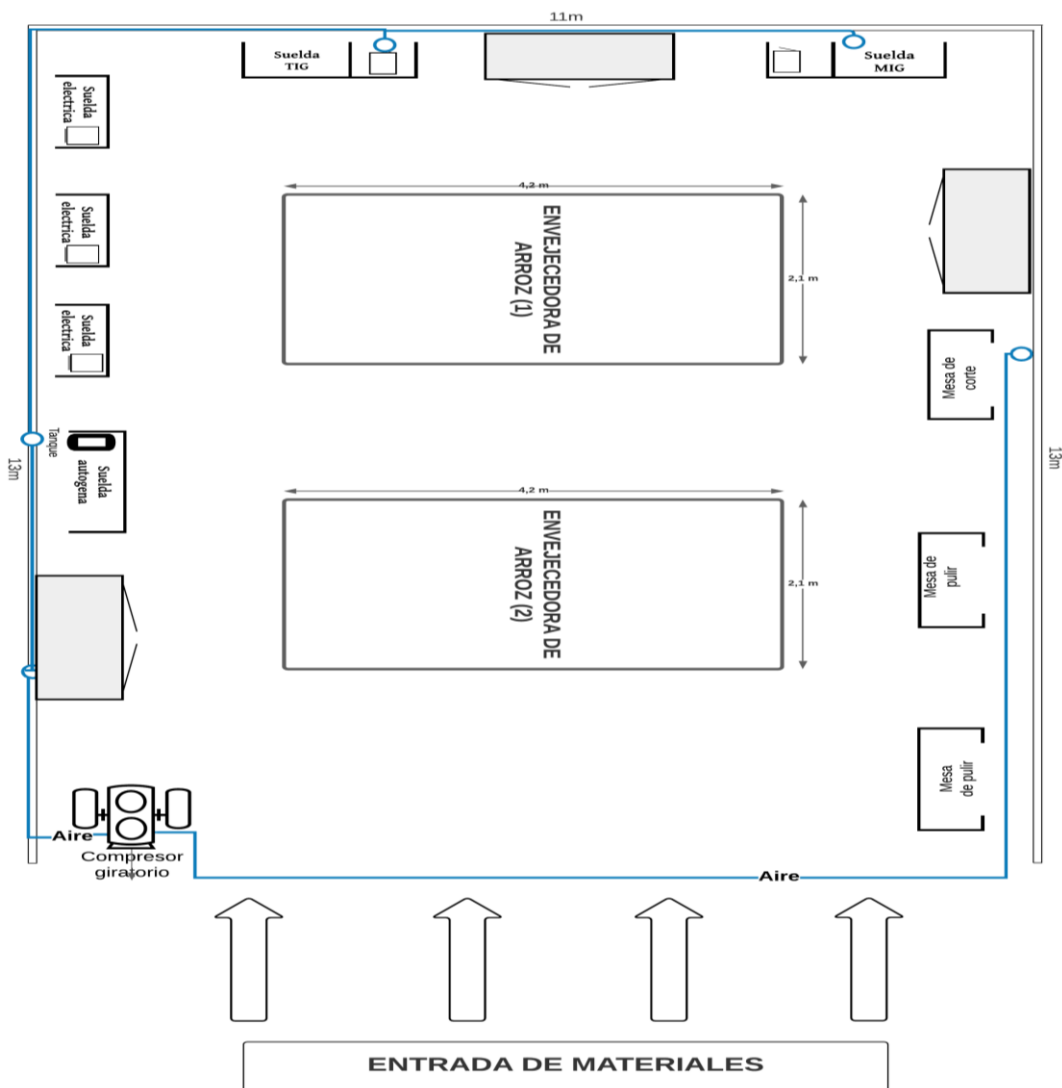 11m
Suelda
TIG
Suelda
MIG
Suelda
electrica
Suelda
electrica
Suelda
electrica
4,2 m
ENVEJECEDORA DE
ARROZ (1)
2,1 m
Mesa de
corte
Tanque
Suelda
autogena
13m
13m
4,2 m
ENVEJECEDORA DE
ARROZ (2)
2,1 m
Mesa de
pulir
Mesa
de pulir
Aire
Compresor
giratorio
Aire
ENTRADA DE MATERIALES